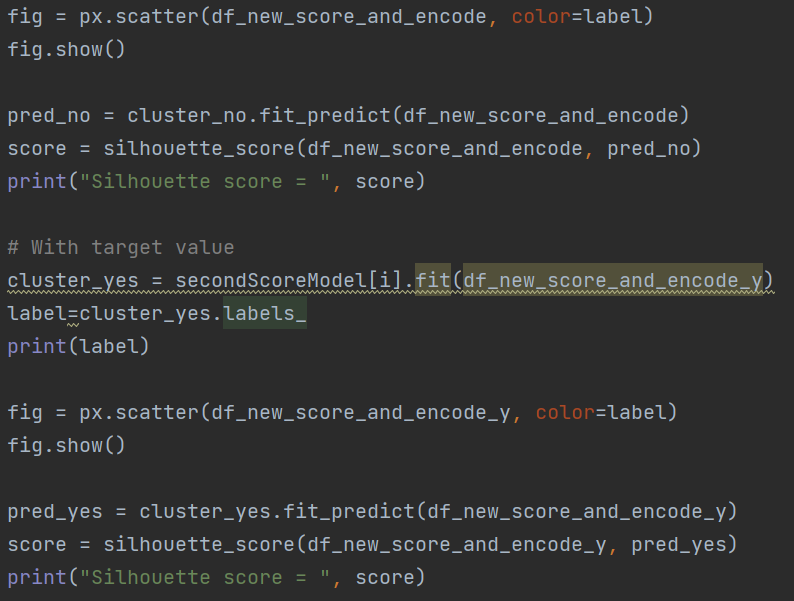 fig = px.scatter(df_new_score_and_encode, color=label)
fig.show()
pred_no = cluster_no.fit_predict(df_new_score_and_encode)
score = silhouette_score(df_new_score_and_encode, pred_no)
print("Silhouette score = ", score)
# With target value
cluster_yes = secondScoreModel[i].fit(df_new_score_and_encode_y)
label=cluster_yes.labels_
print(label)
fig = px.scatter(df_new_score_and_encode_y, color=label)
fig.show()
pred_yes = cluster_yes.fit_predict(df_new_score_and_encode_y)
score = silhouette_score(df_new_score_and_encode_y, pred_yes)
print("Silhouette score = ", score)